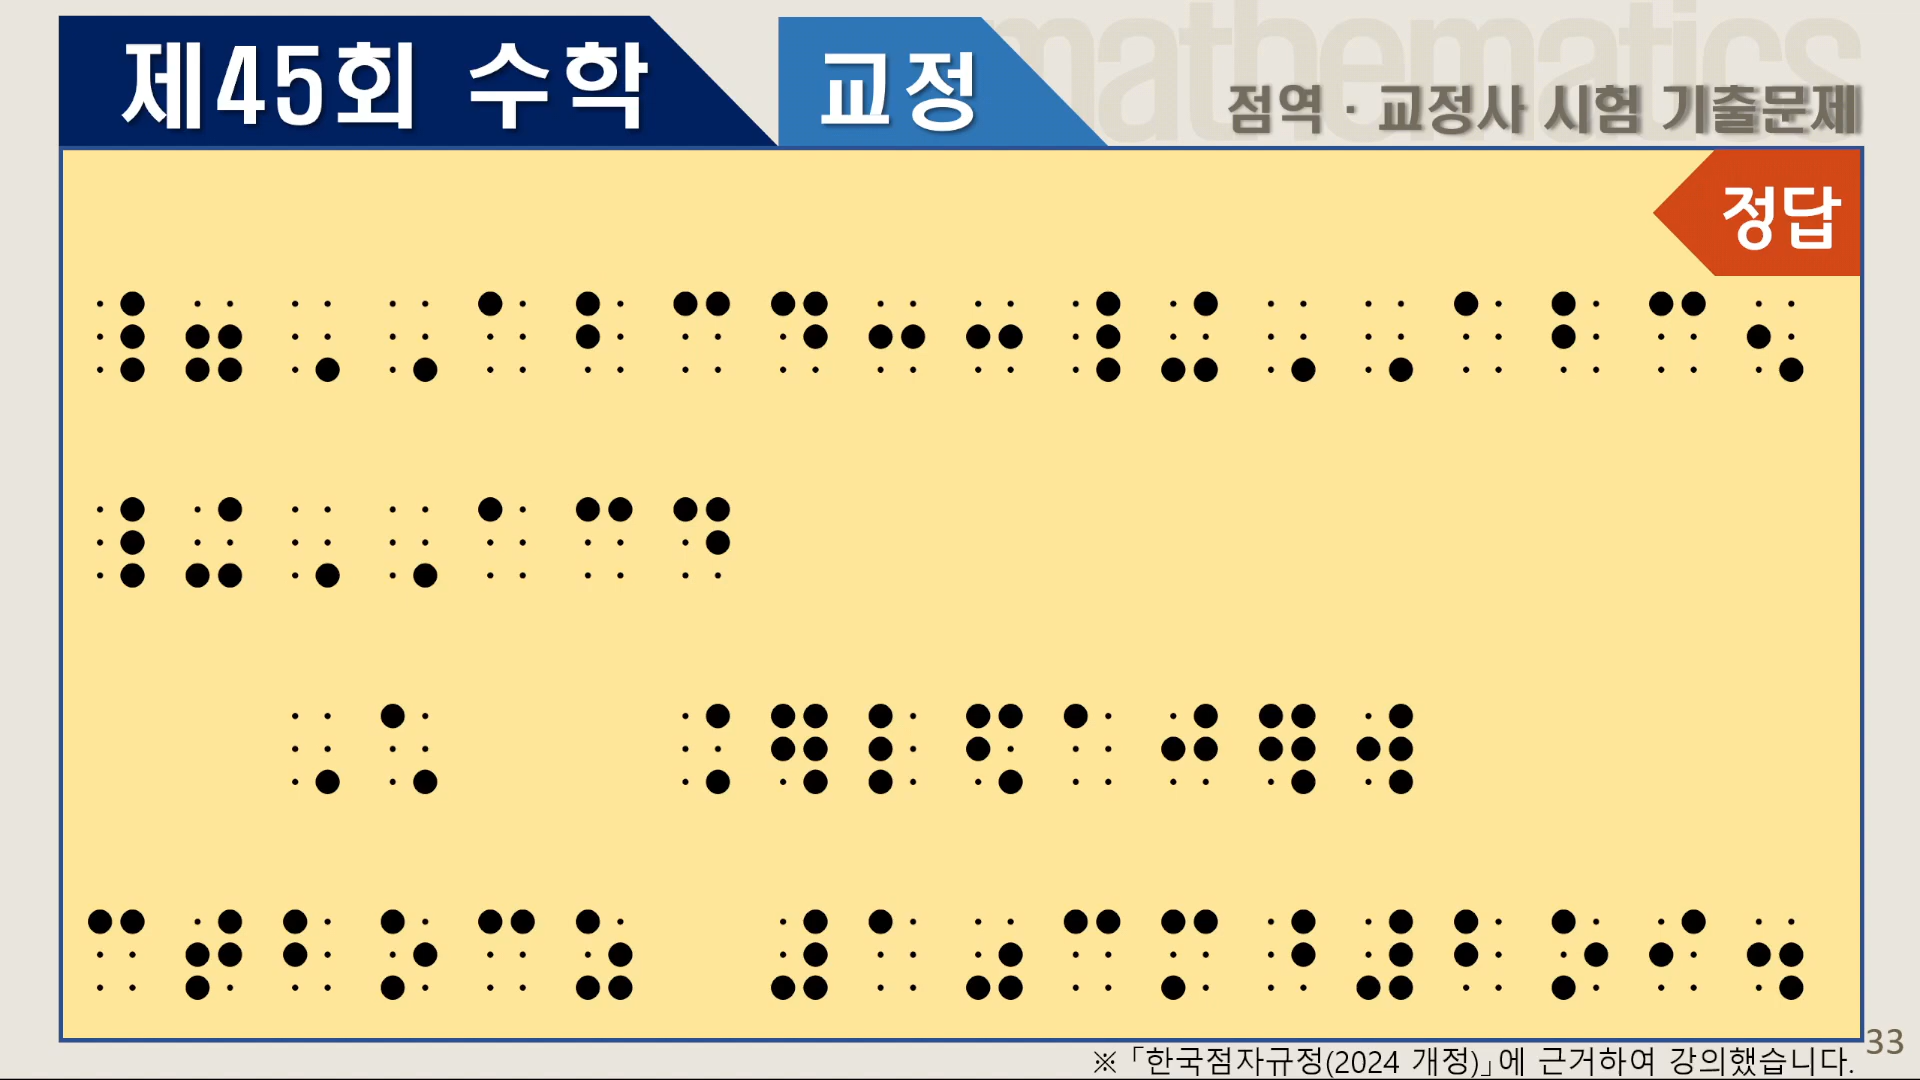 mathematics
제45회 수학
교정
점역 · 교정사 시험 기출문제
정답
⠸⠶⠠⠠⠁⠃⠉⠙⠒⠒⠸⠬⠠⠠⠁⠃⠉⠢
⠸⠬⠠⠠⠁⠉⠙
⠀⠀⠠⠡⠀⠀⠨⠻⠇⠫⠁⠚⠻⠺
⠉⠞⠃⠕⠉⠵⠀⠼⠁⠴⠉⠍⠘⠼⠃⠕⠊⠲
33
※ 「한국점자규정(2024 개정)」에 근거하여 강의했습니다.